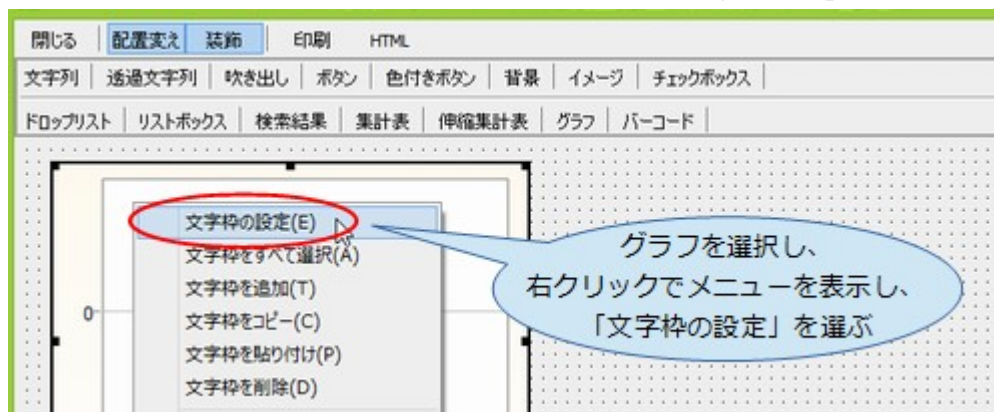 閉じる 配置変え 装飾 印刷 HTML
文字列 透過文字列 吹き出し ボタン 色付きボタン 背景 イメージ チェックボックス
ドロップリスト リストボックス 検索結果 集計表 伸縮集計表 グラフ バーコード
文字枠の設定(E)
文字枠をすべて選択(A)
文字枠を追加(T)
0
文字枠をコピー(C)
文字枠を貼り付け(P)
文字枠を削除(D)
グラフを選択し、
右クリックでメニューを表示し、
「文字枠の設定」を選ぶ